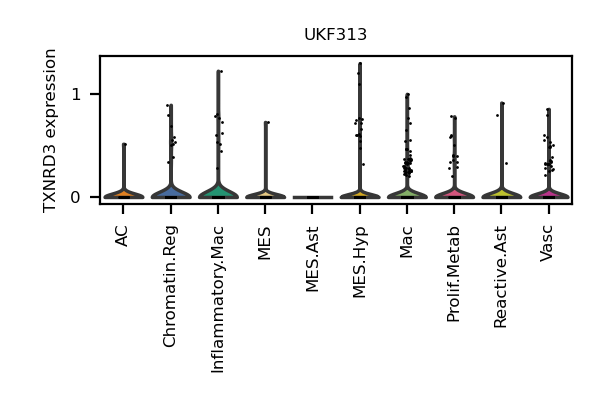 UKF313
TXNRD3 expression
1
0
AC
Chromatin.Reg
Inflammatory.Mac
MES
MES.Ast
MES.Hyp
Mac
Prolif.Metab
Reactive.Ast
Vasc